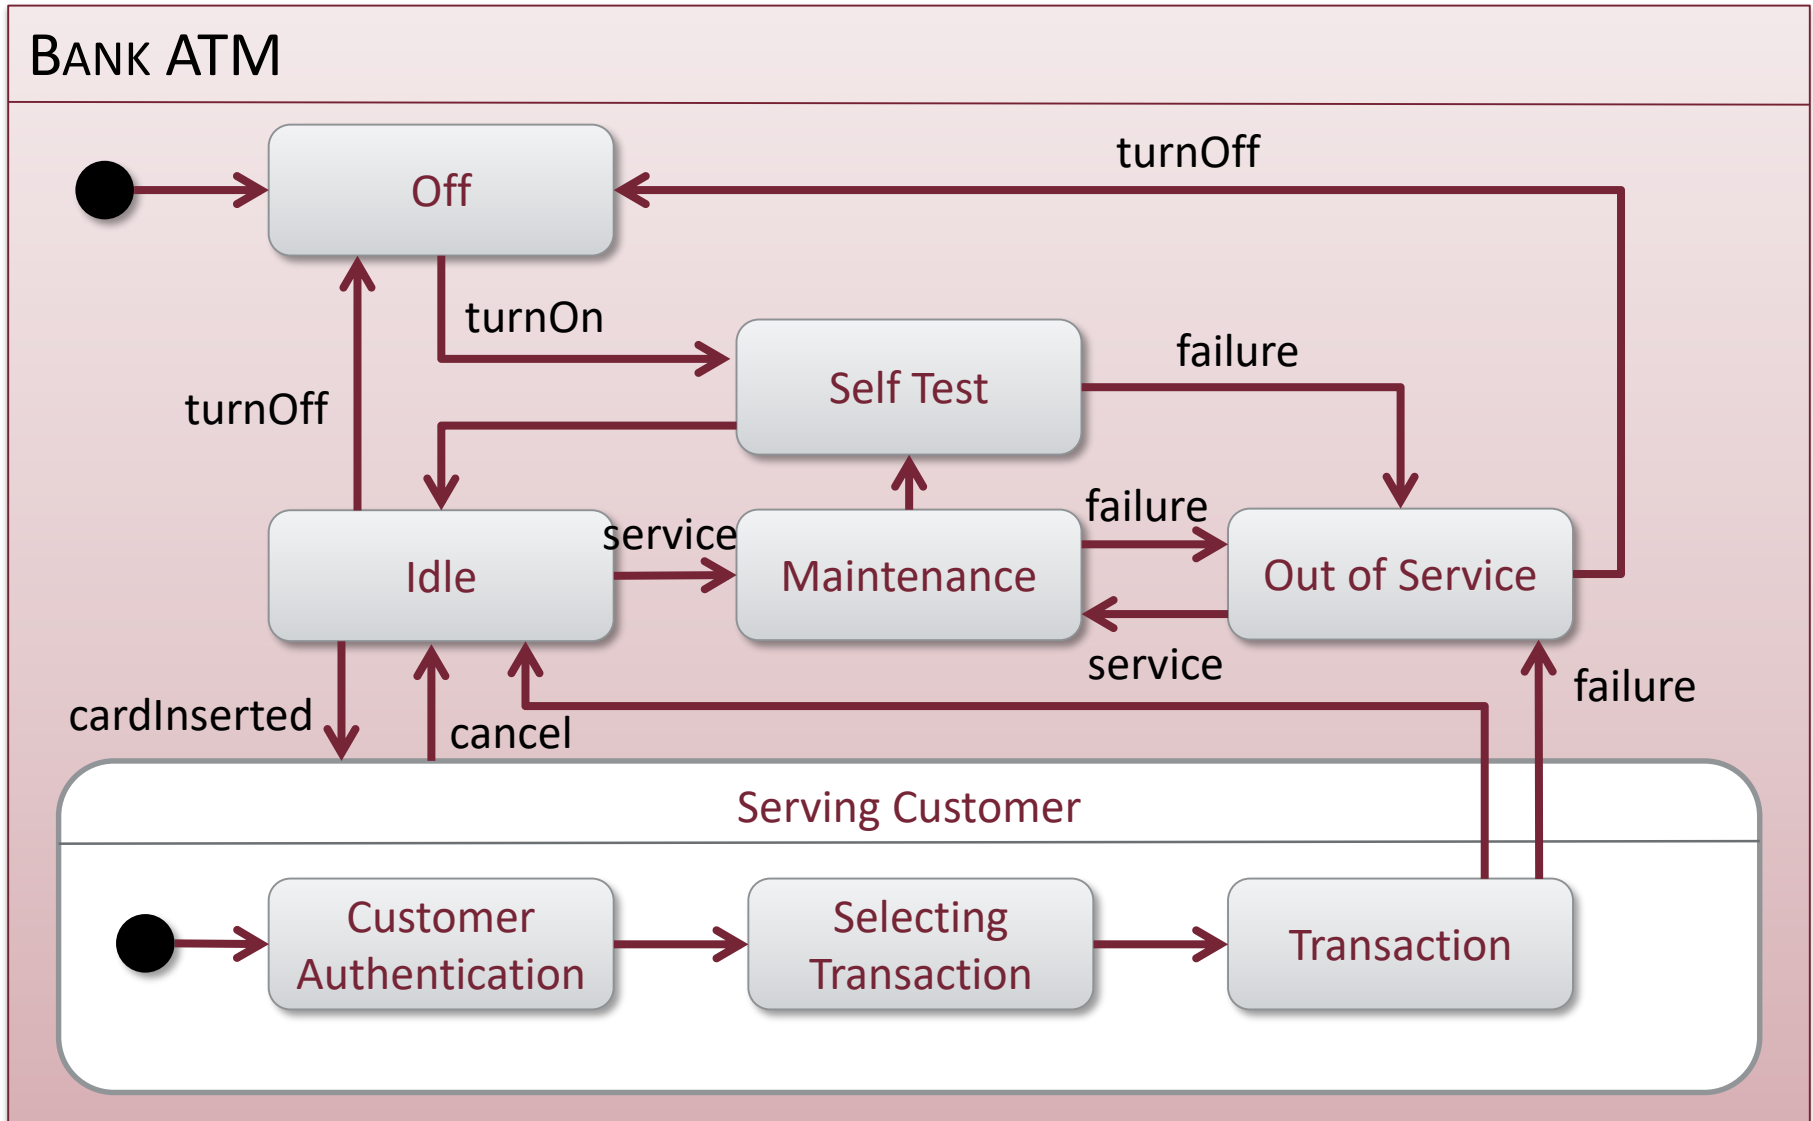 BANK ATM
turnOff
Off
turnOn
failure
Self Test
turnOff
failure
service
Idle
Maintenance
Out of Service
service
failure
cardInserted
cancel
Serving Customer
Customer
Authentication
Selecting
Transaction
Transaction